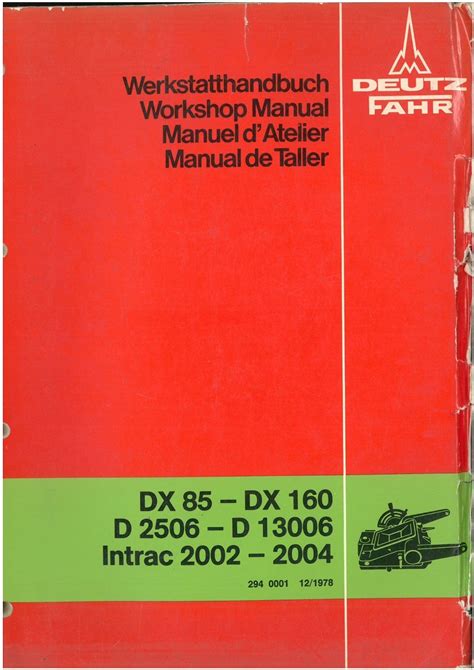 Werkstatthandbuch
Workshop Manual
Manuel d'Atelier
Manual de Taller
DEUTZ
FAHR
DX 85 – DX 160
D 2506 – D 13006
Intrac 2002 – 2004
294 0001 12/1978